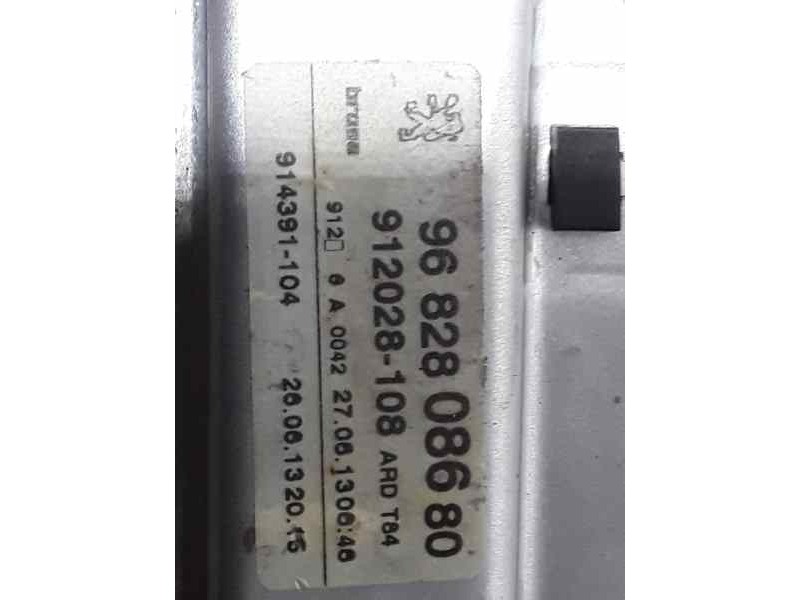 brusa
96 828 086 80
912028-108 ARD T84
912□ 6 A 0042 27.06.13 06:46
914391-104 26.06.13 20.15